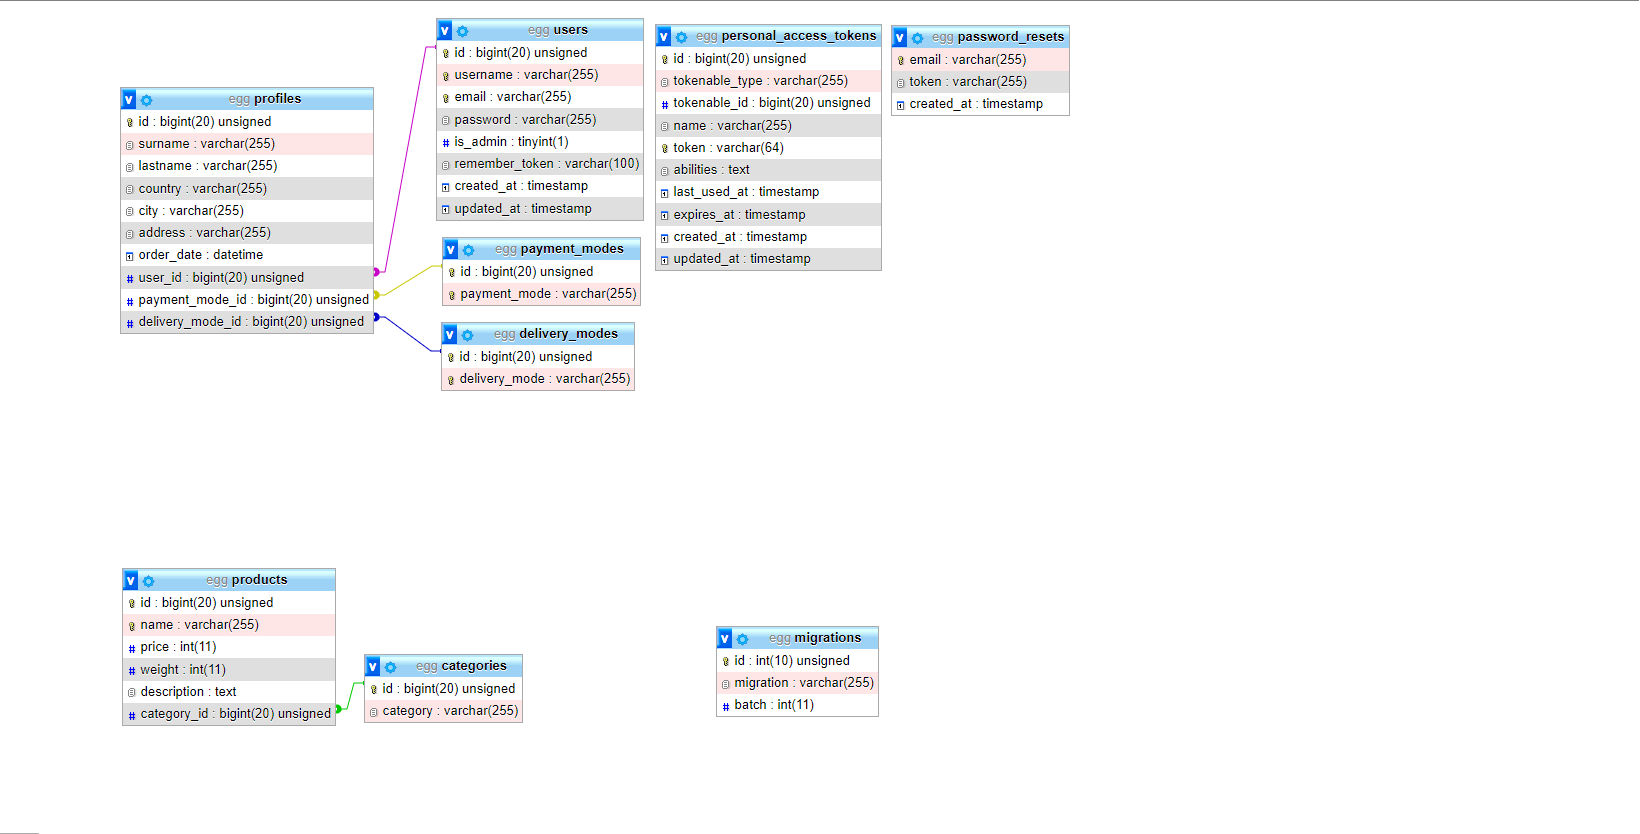 v egg profiles
id : bigint(20) unsigned
surname : varchar(255)
lastname : varchar(255)
country : varchar(255)
city : varchar(255)
address : varchar(255)
order_date : datetime
# user_id : bigint(20) unsigned
# payment_mode_id : bigint(20) unsigned
# delivery_mode_id : bigint(20) unsigned
v egg users
id : bigint(20) unsigned
username : varchar(255)
email : varchar(255)
password : varchar(255)
# is_admin : tinyint(1)
remember_token : varchar(100)
created_at : timestamp
updated_at : timestamp
v egg payment_modes
id : bigint(20) unsigned
payment_mode : varchar(255)
v egg delivery_modes
id : bigint(20) unsigned
delivery_mode : varchar(255)
v egg personal_access_tokens
id : bigint(20) unsigned
tokenable_type : varchar(255)
# tokenable_id : bigint(20) unsigned
name : varchar(255)
token : varchar(64)
abilities : text
last_used_at : timestamp
expires_at : timestamp
created_at : timestamp
updated_at : timestamp
v egg password_resets
email : varchar(255)
token : varchar(255)
created_at : timestamp
v egg products
id : bigint(20) unsigned
name : varchar(255)
# price : int(11)
# weight : int(11)
description : text
# category_id : bigint(20) unsigned
v egg categories
id : bigint(20) unsigned
category : varchar(255)
v egg migrations
id : int(10) unsigned
migration : varchar(255)
# batch : int(11)